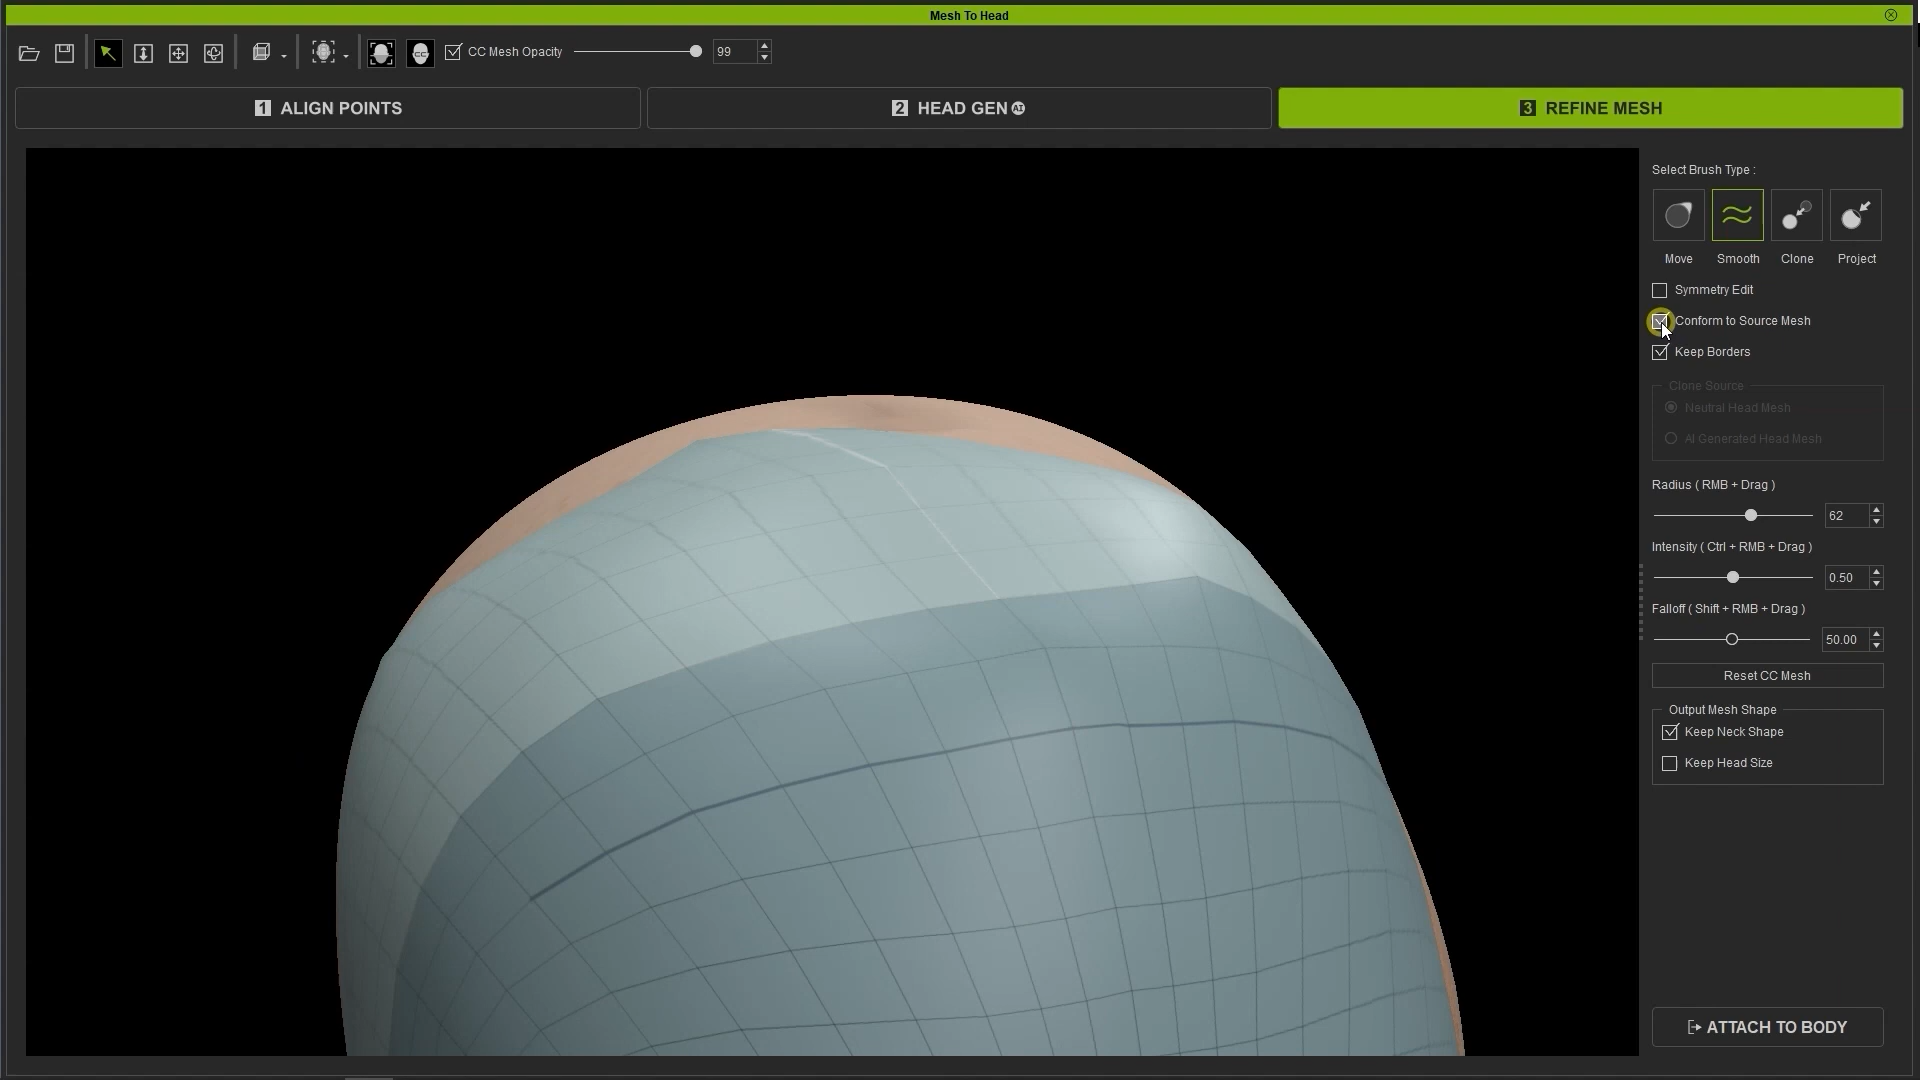 Mesh To Head
CC Mesh Opacity 99
1 ALIGN POINTS
2 HEAD GEN AI
3 REFINE MESH
Select Brush Type :
Move Smooth Clone Project
Symmetry Edit
Conform to Source Mesh
Keep Borders
Clone Source
Neutral Head Mesh
AI Generated Head Mesh
Radius ( RMB + Drag )
62
Intensity ( Ctrl + RMB + Drag )
0.50
Falloff ( Shift + RMB + Drag )
50.00
Reset CC Mesh
Output Mesh Shape
Keep Neck Shape
Keep Head Size
ATTACH TO BODY